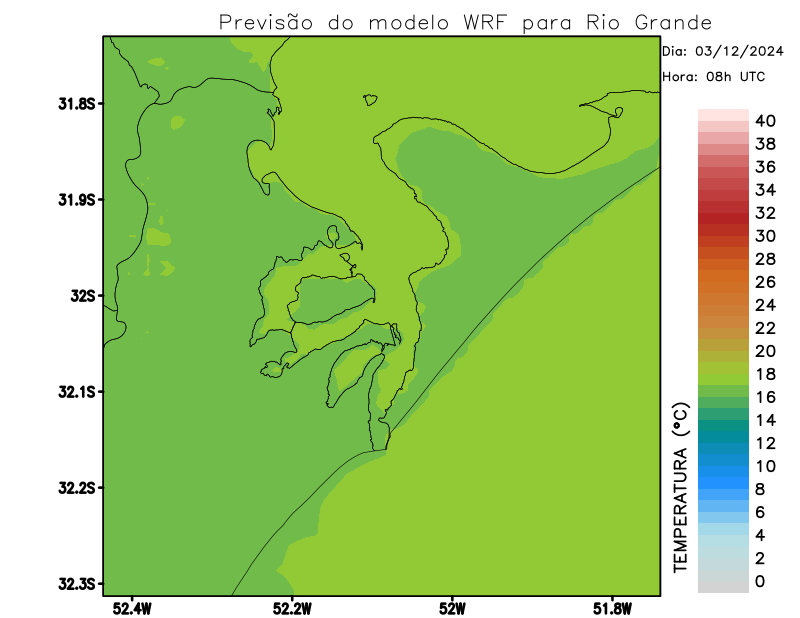 Previsão do modelo WRF para Rio Grande
Dia: 03/12/2024
Hora: 08h UTC
31.8S
31.9S
32S
32.1S
32.2S
32.3S
52.4W
52.2W
52W
51.8W
TEMPERATURA (°C)
40
38
36
34
32
30
28
26
24
22
20
18
16
14
12
10
8
6
4
2
0